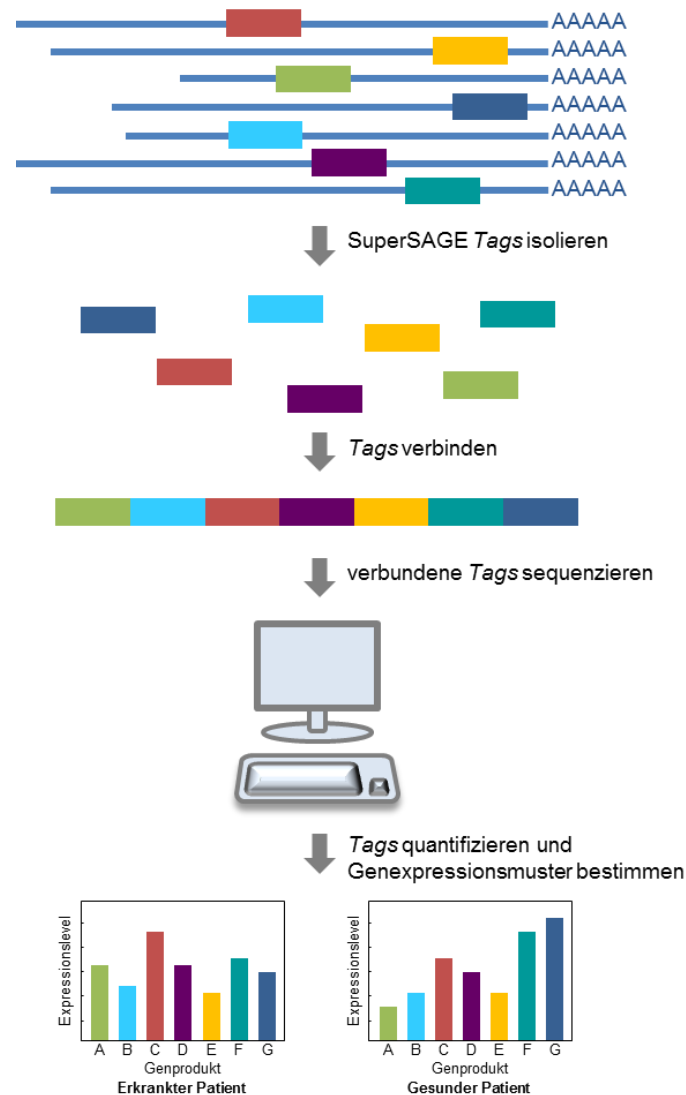 AAAAA
AAAAA
AAAAA
AAAAA
AAAAA
AAAAA
AAAAA
SuperSAGE Tags isolieren
Tags verbinden
verbundene Tags sequenzieren
Tags quantifizieren und
Genexpressionsmuster bestimmen
Expressionslevel
A B C D E F G
Genprodukt
Erkrankter Patient
Expressionslevel
A B C D E F G
Genprodukt
Gesunder Patient